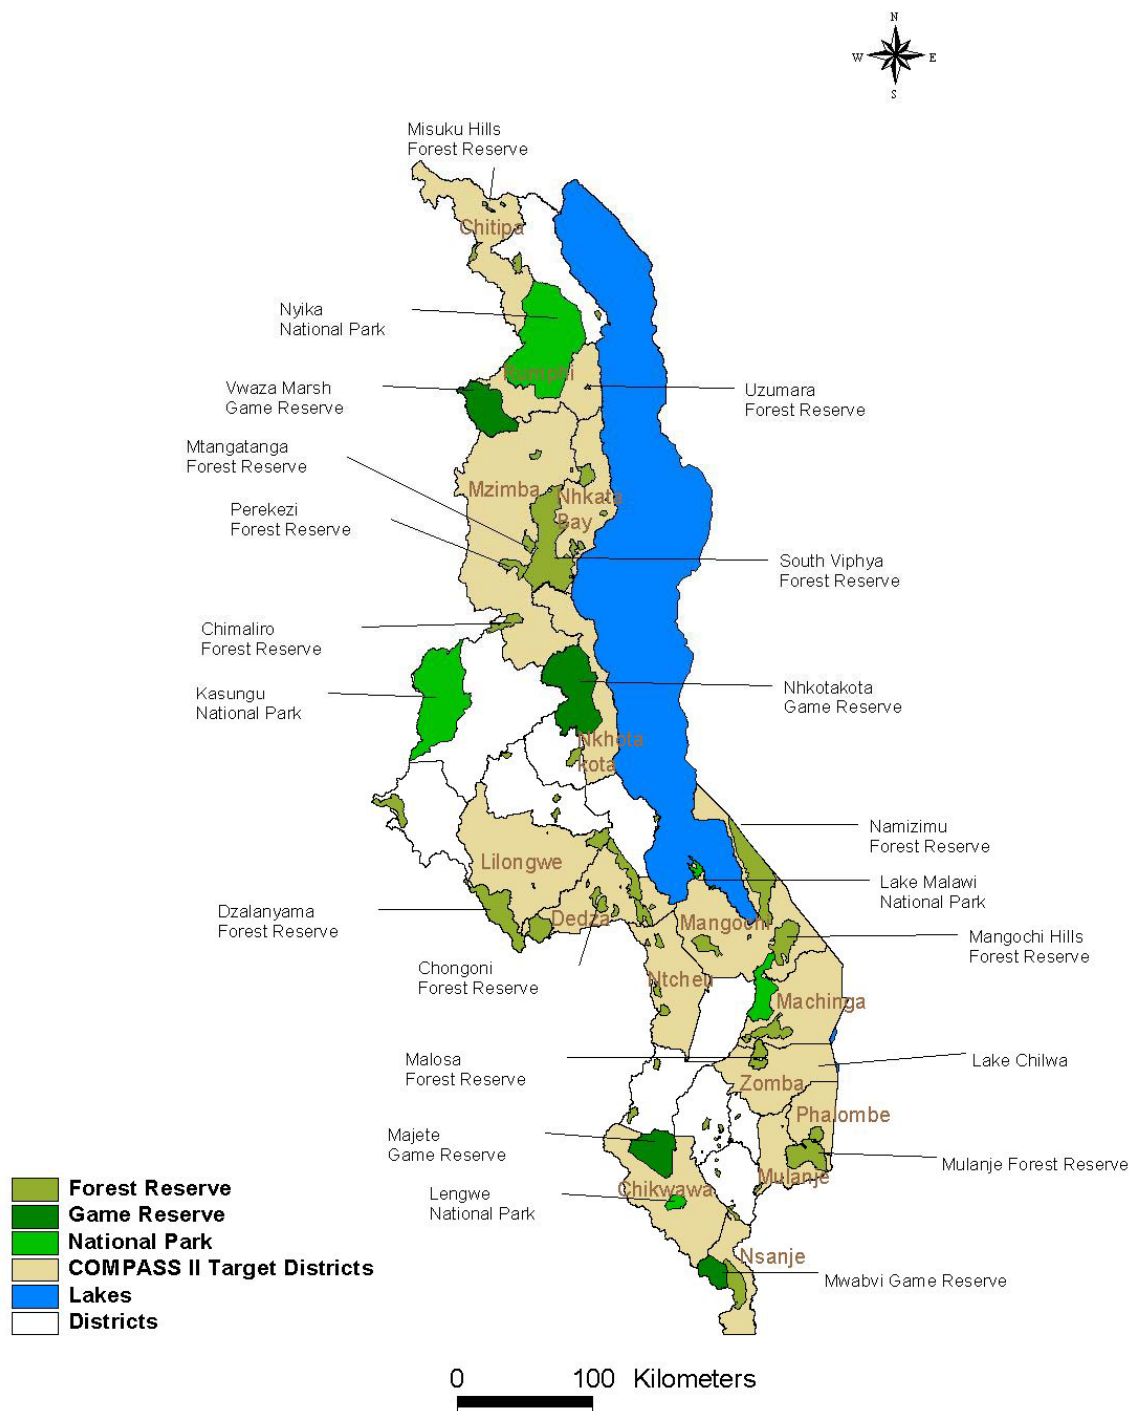 N
W
E
S
Misuku Hills
Forest Reserve
Chitipa
Nyika
National Park
Rumphi
Vwaza Marsh
Game Reserve
Uzumara
Forest Reserve
Mtangatanga
Forest Reserve
Mzimba
Nhkata
Bay
Perekezi
Forest Reserve
South Viphya
Forest Reserve
Chimaliro
Forest Reserve
Kasungu
National Park
Nhkotakota
Game Reserve
Nkhota
kota
Namizimu
Forest Reserve
Lilongwe
Lake Malawi
National Park
Dzalanyama
Forest Reserve
Dedza
Mangochi
Mangochi Hills
Forest Reserve
Chongoni
Forest Reserve
Ntcheu
Machinga
Malosa
Forest Reserve
Lake Chilwa
Zomba
Phalombe
Majete
Game Reserve
Mulanje Forest Reserve
Mulanje
Chikwawa
Lengwe
National Park
Nsanje
Mwabvi Game Reserve
Forest Reserve
Game Reserve
National Park
COMPASS II Target Districts
Lakes
Districts
0 100 Kilometers